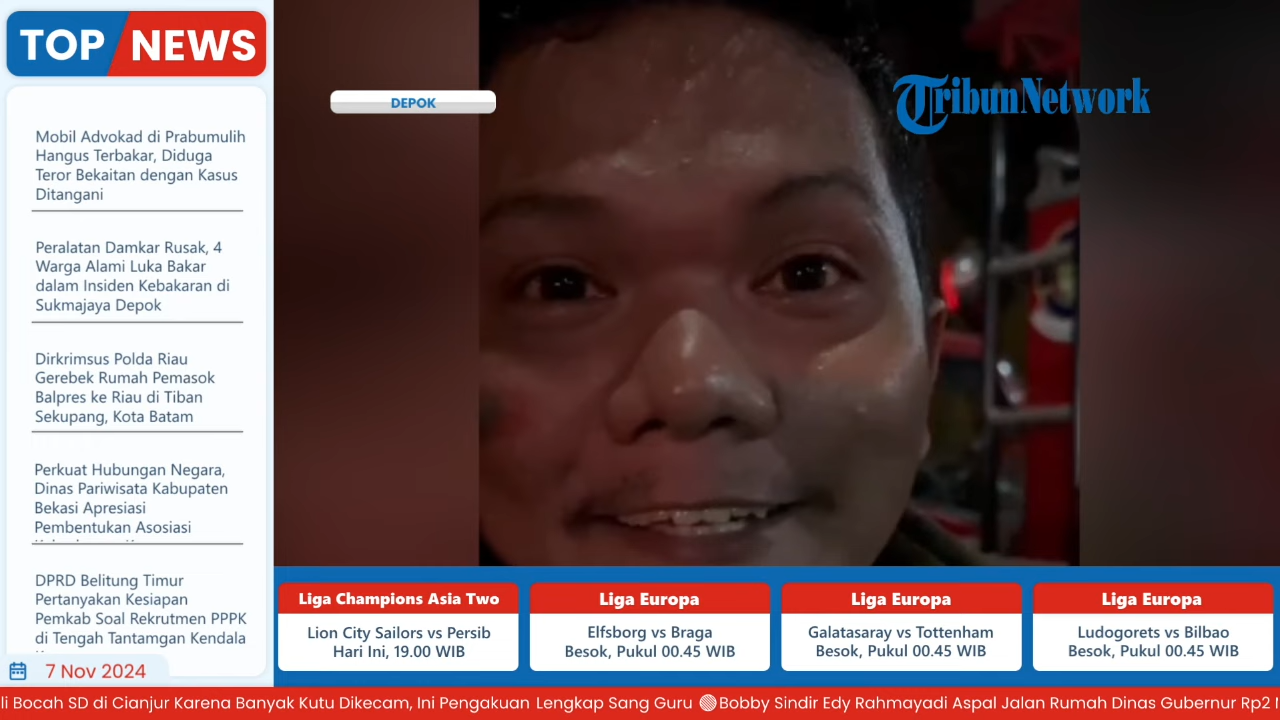 TOP NEWS
DEPOK
TribunNetwork
Mobil Advokad di Prabumulih
Hangus Terbakar, Diduga
Teror Bekaitan dengan Kasus
Ditangani
Peralatan Damkar Rusak, 4
Warga Alami Luka Bakar
dalam Insiden Kebakaran di
Sukmajaya Depok
Dirkrimsus Polda Riau
Gerebek Rumah Pemasok
Balpres ke Riau di Tiban
Sekupang, Kota Batam
Perkuat Hubungan Negara,
Dinas Pariwisata Kabupaten
Bekasi Apresiasi
Pembentukan Asosiasi
DPRD Belitung Timur
Pertanyakan Kesiapan
Pemkab Soal Rekrutmen PPPK
di Tengah Tantamgan Kendala
7 Nov 2024
Liga Champions Asia Two
Lion City Sailors vs Persib
Hari Ini, 19.00 WIB
Liga Europa
Elfsborg vs Braga
Besok, Pukul 00.45 WIB
Liga Europa
Galatasaray vs Tottenham
Besok, Pukul 00.45 WIB
Liga Europa
Ludogorets vs Bilbao
Besok, Pukul 00.45 WIB
li Bocah SD di Cianjur Karena Banyak Kutu Dikecam, Ini Pengakuan Lengkap Sang Guru Bobby Sindir Edy Rahmayadi Aspal Jalan Rumah Dinas Gubernur Rp2